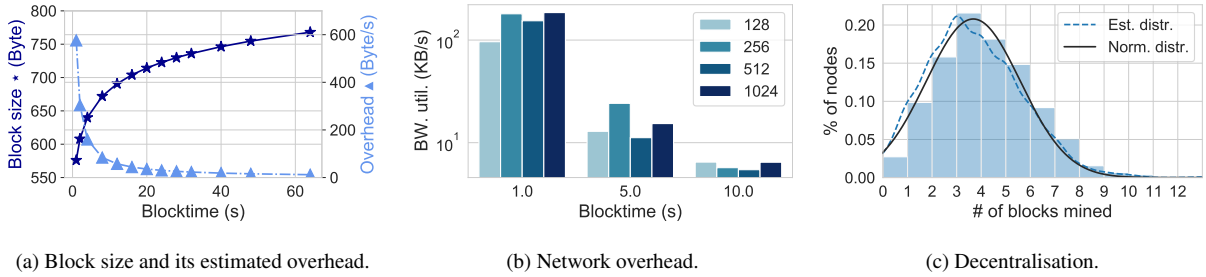 800
750
700
650
600
550
Block size ⋆ (Byte)
600
400
200
0
Overhead ▲ (Byte/s)
0 20 40 60
Blocktime (s)
(a) Block size and its estimated overhead.
10²
10¹
BW. util. (KB/s)
128
256
512
1024
1.0 5.0 10.0
Blocktime (s)
(b) Network overhead.
0.20
0.15
0.10
0.05
0.00
% of nodes
Est. distr.
Norm. distr.
0 1 2 3 4 5 6 7 8 9 10 11 12
# of blocks mined
(c) Decentralisation.